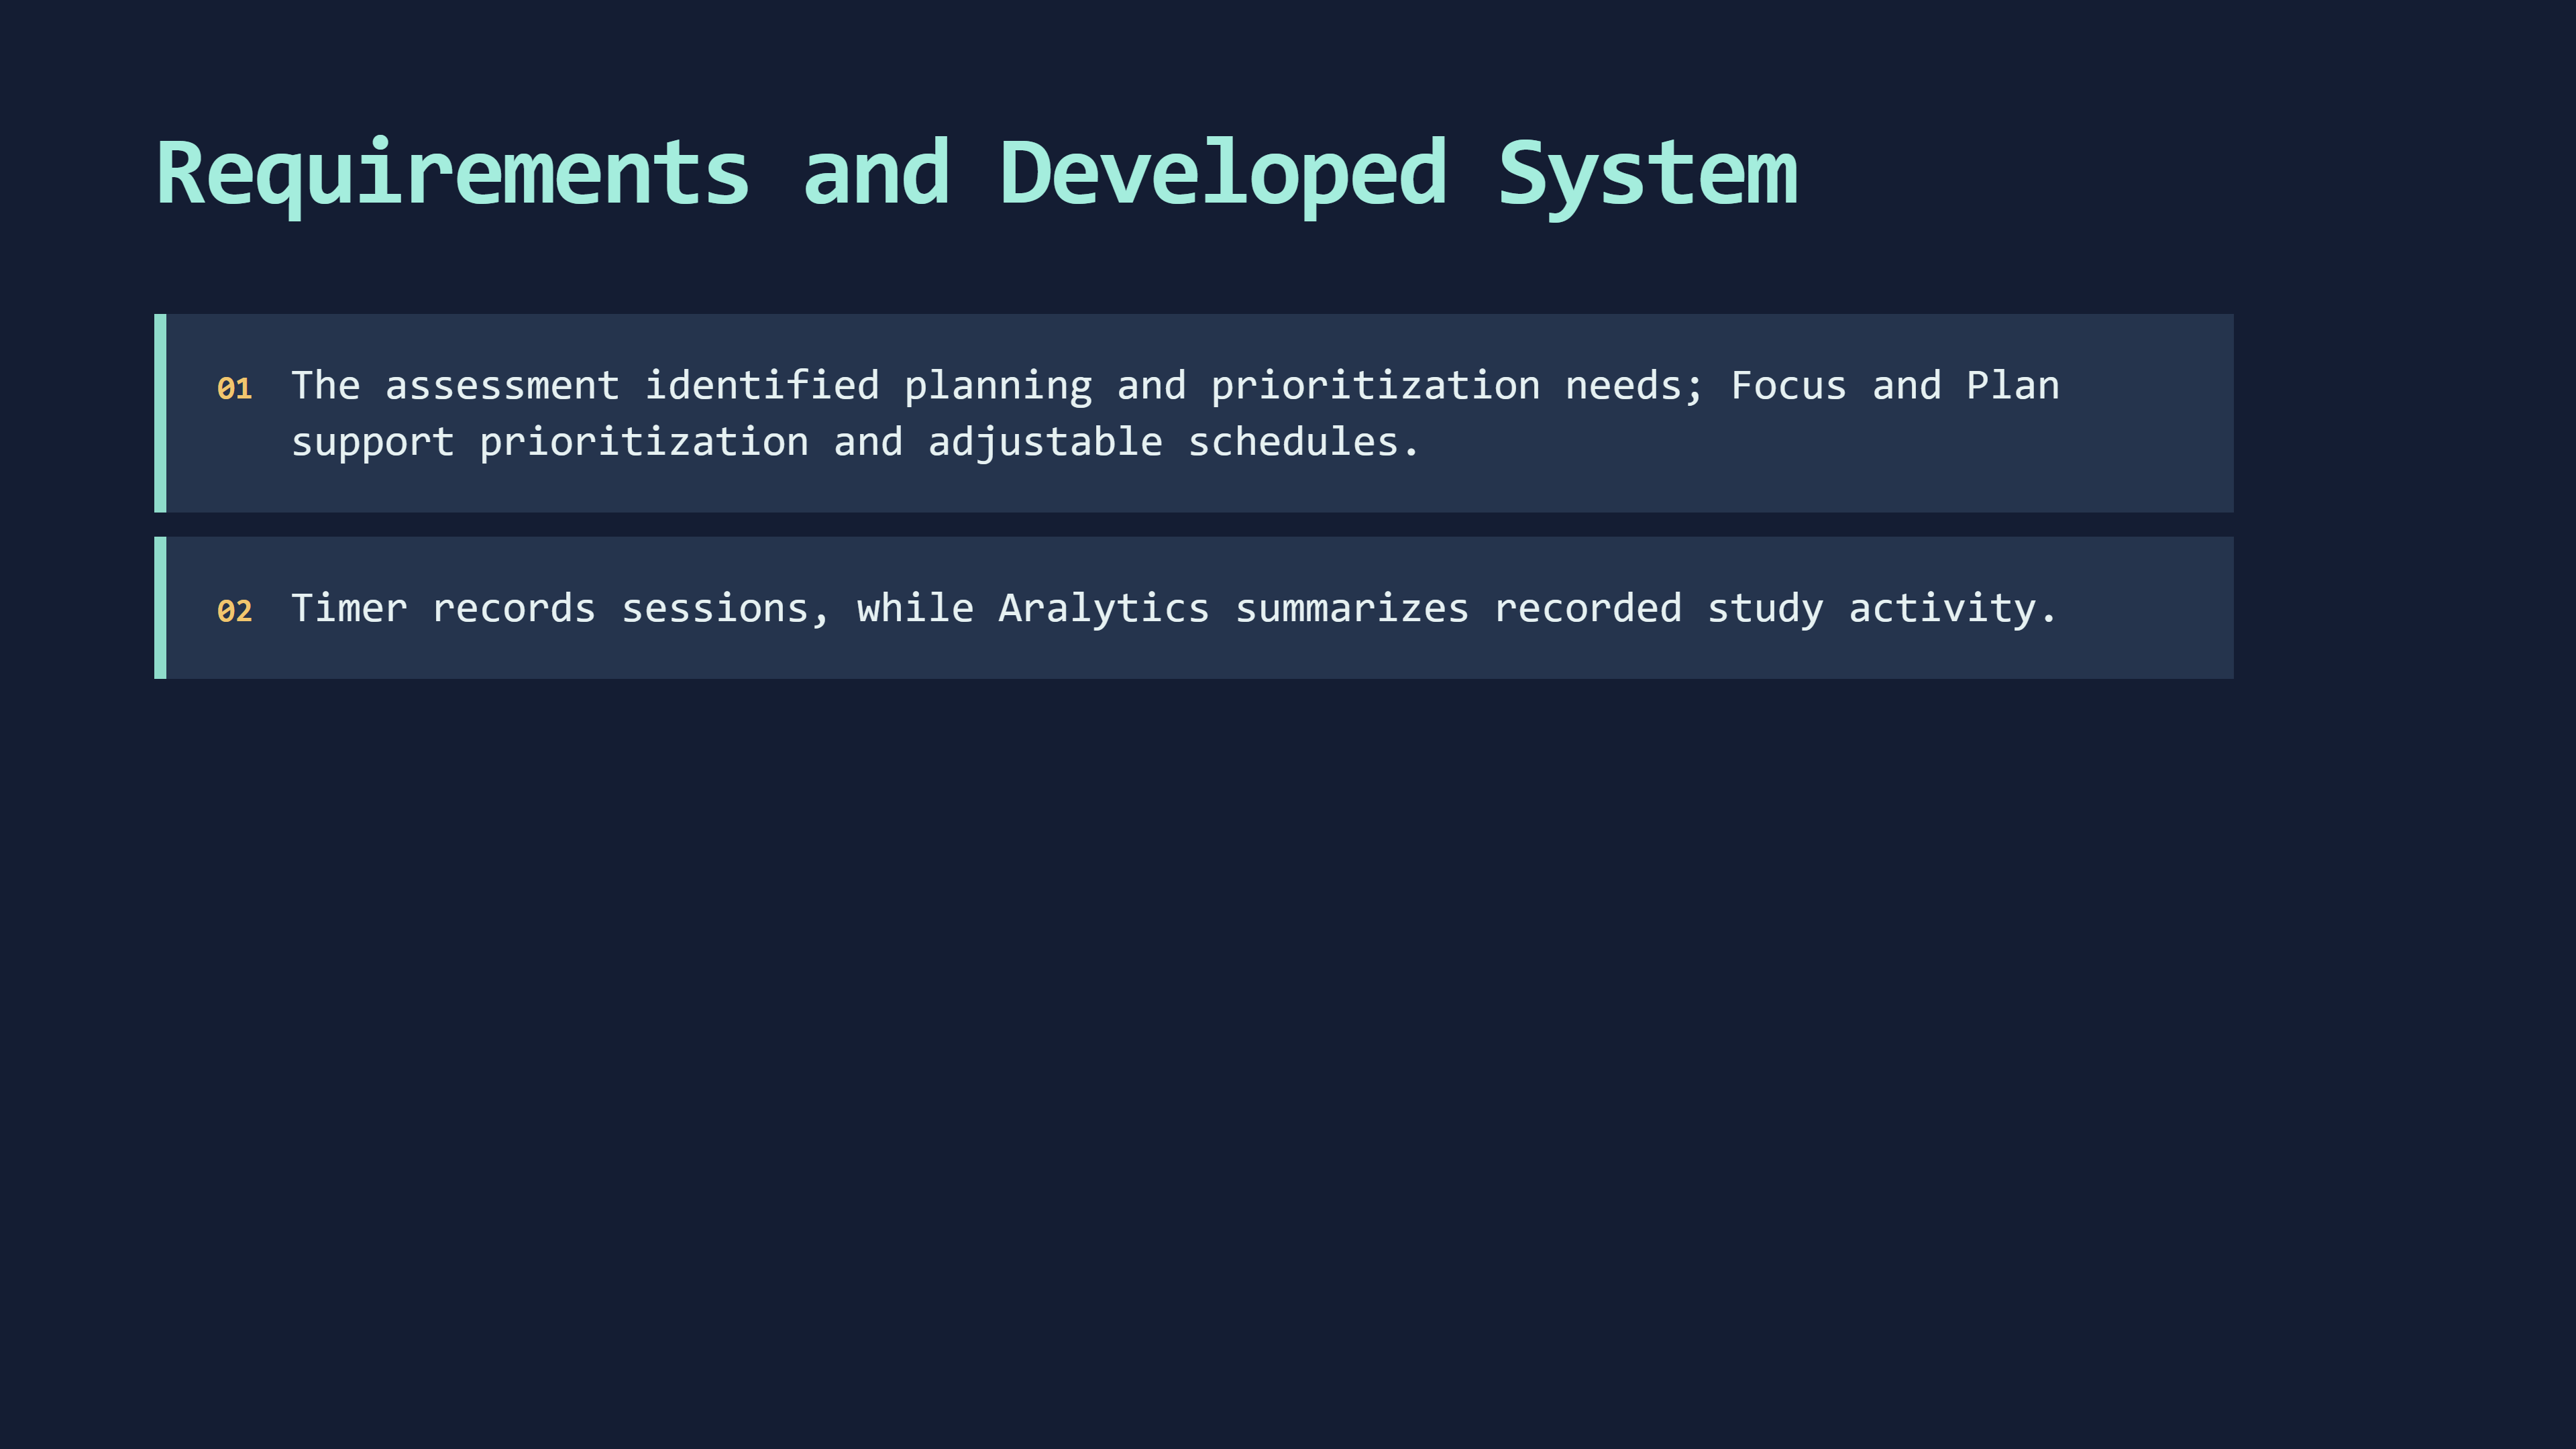 Requirements and Developed System
01 The assessment identified planning and prioritization needs; Focus and Plan
support prioritization and adjustable schedules.
02 Timer records sessions, while Aralytics summarizes recorded study activity.